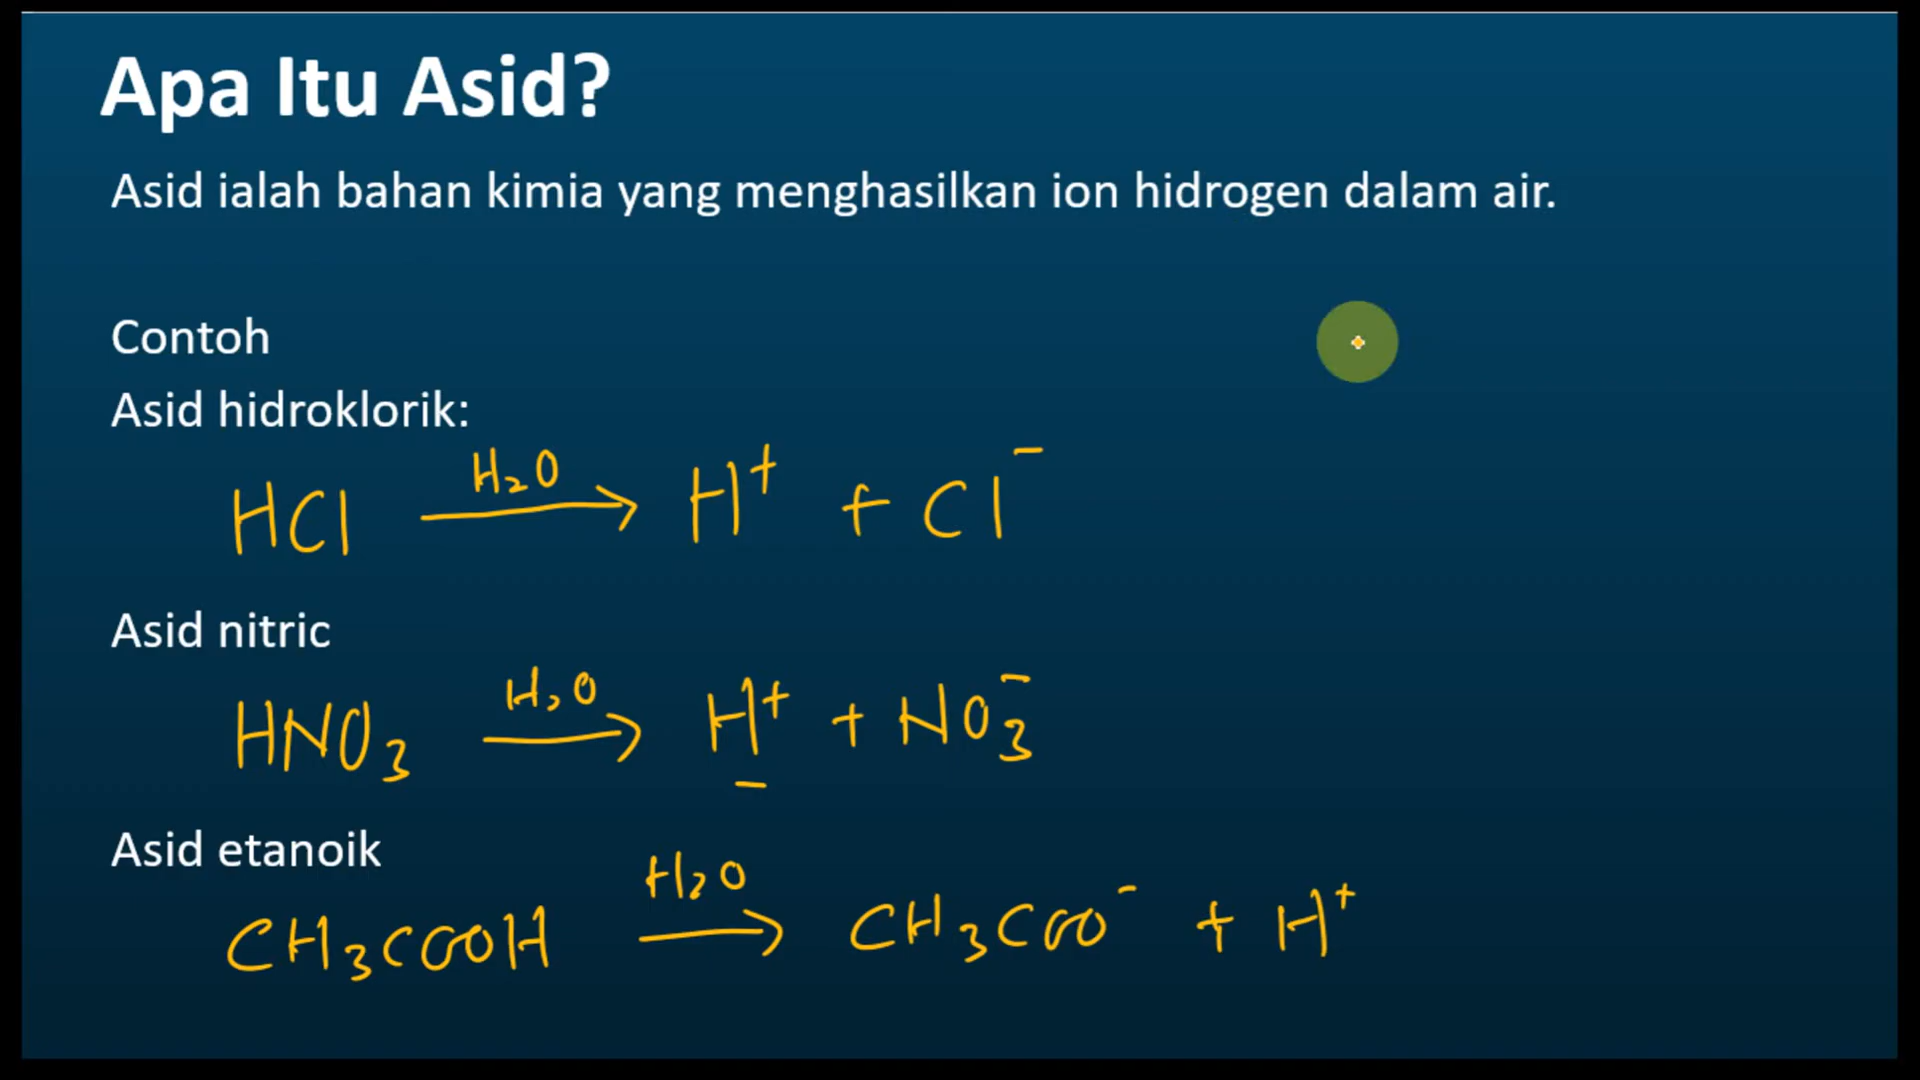 Apa Itu Asid?
Asid ialah bahan kimia yang menghasilkan ion hidrogen dalam air.
Contoh
Asid hidroklorik:
HCl →(H₂O) H⁺ + Cl⁻
Asid nitric
HNO₃ →(H₂O) H⁺ + NO₃⁻
Asid etanoik
CH₃COOH →(H₂O) CH₃COO⁻ + H⁺